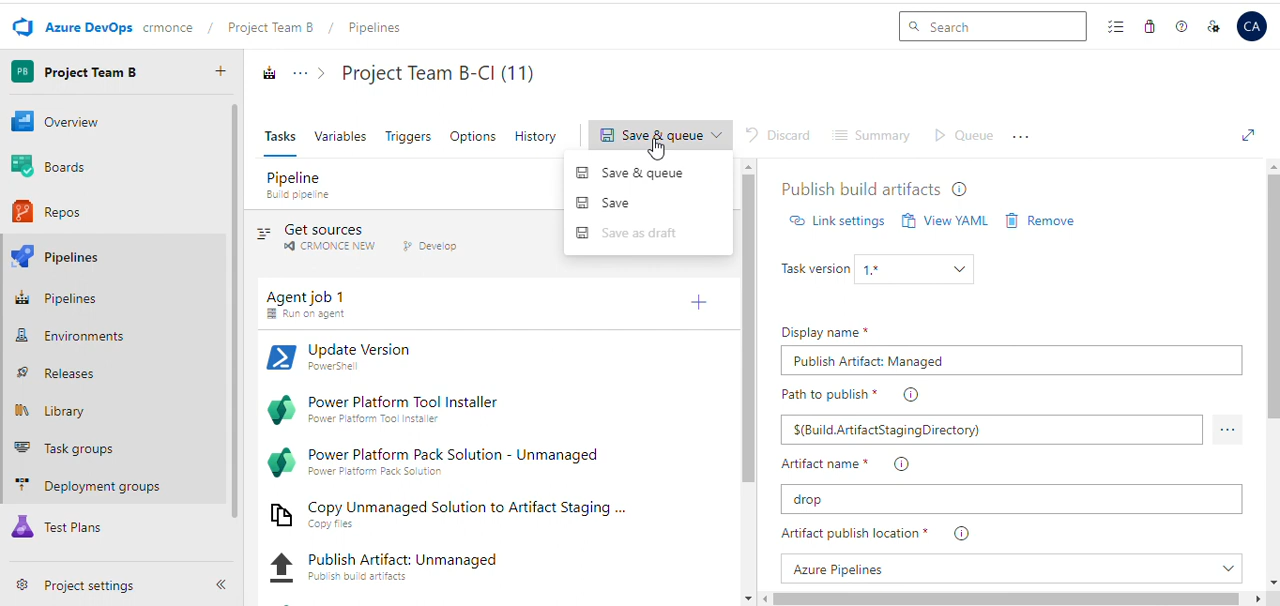 Azure DevOps crmonce / Project Team B / Pipelines
Search
CA
PB Project Team B +
Overview
Boards
Repos
Pipelines
Pipelines
Environments
Releases
Library
Task groups
Deployment groups
Test Plans
Project settings
··· > Project Team B-CI (11)
Tasks Variables Triggers Options History Save & queue Discard Summary Queue ···
Save & queue
Save
Save as draft
Pipeline
Build pipeline
Get sources
CRMONCE NEW Develop
Agent job 1
Run on agent
Update Version
PowerShell
Power Platform Tool Installer
Power Platform Tool Installer
Power Platform Pack Solution - Unmanaged
Power Platform Pack Solution
Copy Unmanaged Solution to Artifact Staging ...
Copy files
Publish Artifact: Unmanaged
Publish build artifacts
Publish build artifacts
Link settings View YAML Remove
Task version 1.*
Display name *
Publish Artifact: Managed
Path to publish *
$(Build.ArtifactStagingDirectory)
Artifact name *
drop
Artifact publish location *
Azure Pipelines